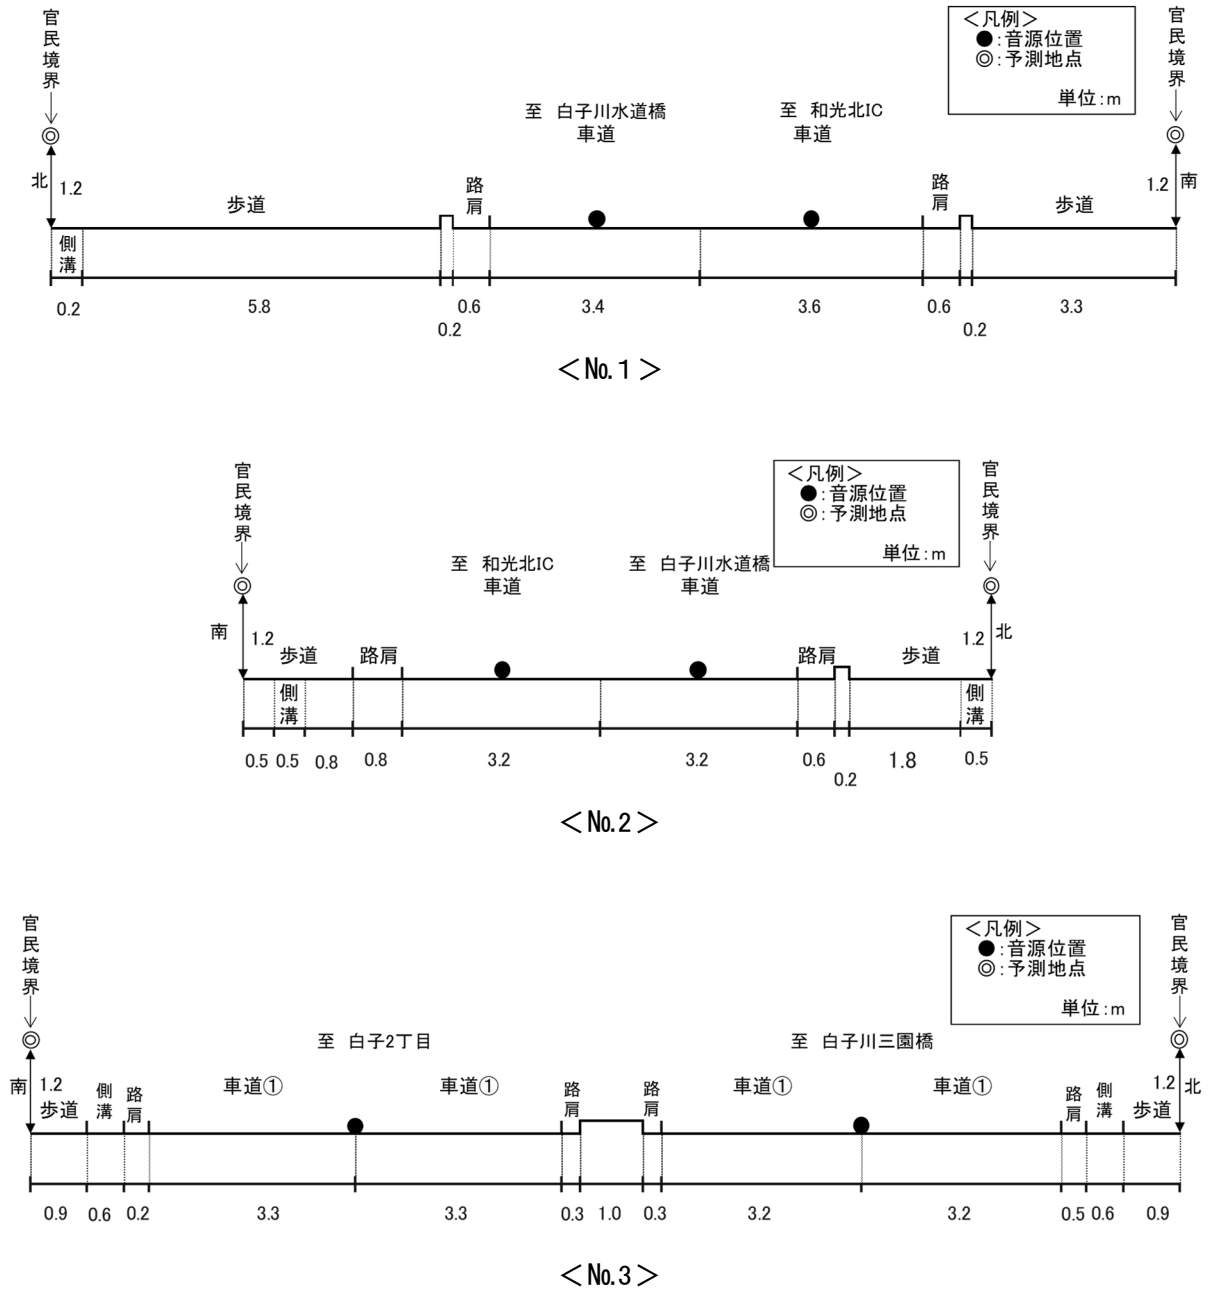 官民境界
官民境界
＜凡例＞
●：音源位置
◎：予測地点
単位：m
至　白子川水道橋
車道
至　和光北IC
車道
北
1.2
歩道
路肩
路肩
歩道
1.2
南
側溝
0.2
5.8
0.2
0.6
3.4
3.6
0.6
0.2
3.3
＜№.1＞
官民境界
官民境界
＜凡例＞
●：音源位置
◎：予測地点
単位：m
至　和光北IC
車道
至　白子川水道橋
車道
南
1.2
歩道
路肩
路肩
歩道
1.2
北
側溝
側溝
0.5
0.5
0.8
0.8
3.2
3.2
0.6
0.2
1.8
0.5
＜№.2＞
官民境界
官民境界
＜凡例＞
●：音源位置
◎：予測地点
単位：m
至　白子2丁目
至　白子川三園橋
南
1.2
歩道
側溝
路肩
車道①
車道①
路肩
路肩
車道①
車道①
路肩
側溝
1.2
歩道
北
0.9
0.6
0.2
3.3
3.3
0.3
1.0
0.3
3.2
3.2
0.5
0.6
0.9
＜№.3＞